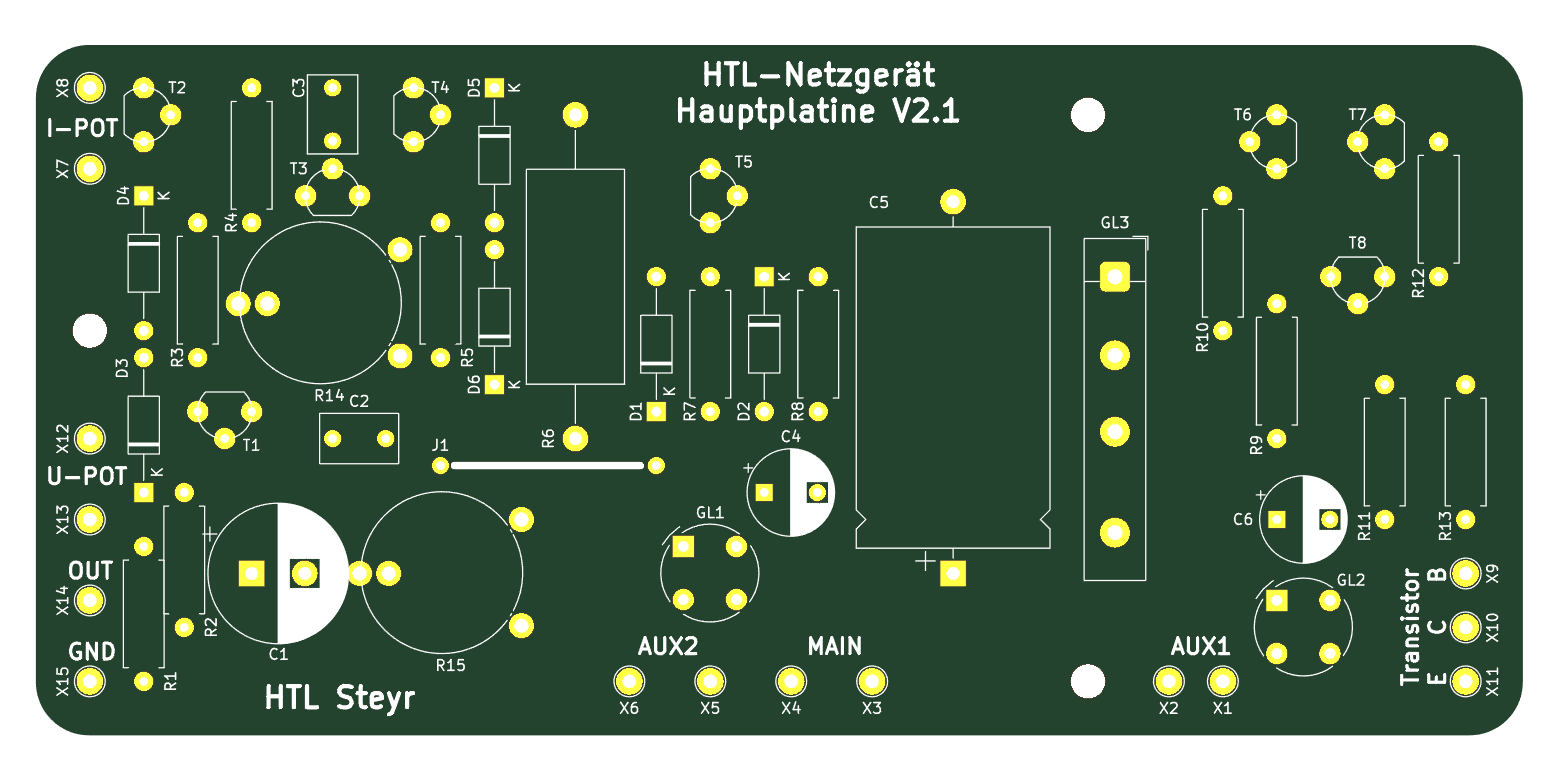 HTL-Netzgerät
Hauptplatine V2.1
X8
T2
C3
T4
D5
K
I-POT
T6
T7
X7
T3
T5
D4
K
R4
C5
GL3
T8
K
R12
R10
D3
R3
R5
D6
K
K
R14
C2
D1
R7
D2
R8
X12
T1
J1
R6
C4
+
R9
U-POT
K
X13
+
GL1
+
C6
+
R11
R13
OUT
X14
GL2
B
X9
Transistor
R2
C
X10
GND
C1
R15
AUX2
MAIN
AUX1
X15
R1
E
X11
HTL Steyr
X6
X5
X4
X3
X2
X1